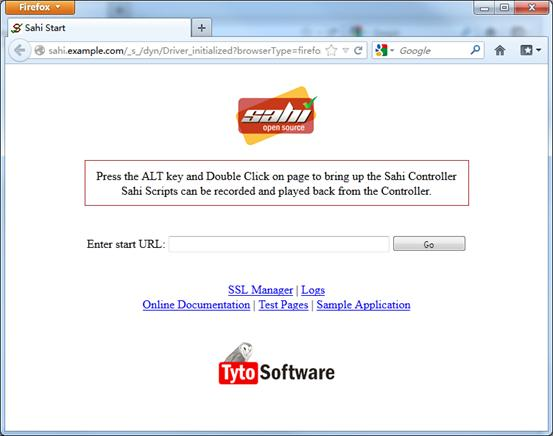 Firefox
Sahi Start
sahi.example.com/_s_/dyn/Driver_initialized?browserType=firefo
Google
sahi
open source
Press the ALT key and Double Click on page to bring up the Sahi Controller
Sahi Scripts can be recorded and played back from the Controller.
Enter start URL:
Go
SSL Manager | Logs
Online Documentation | Test Pages | Sample Application
Tyto Software